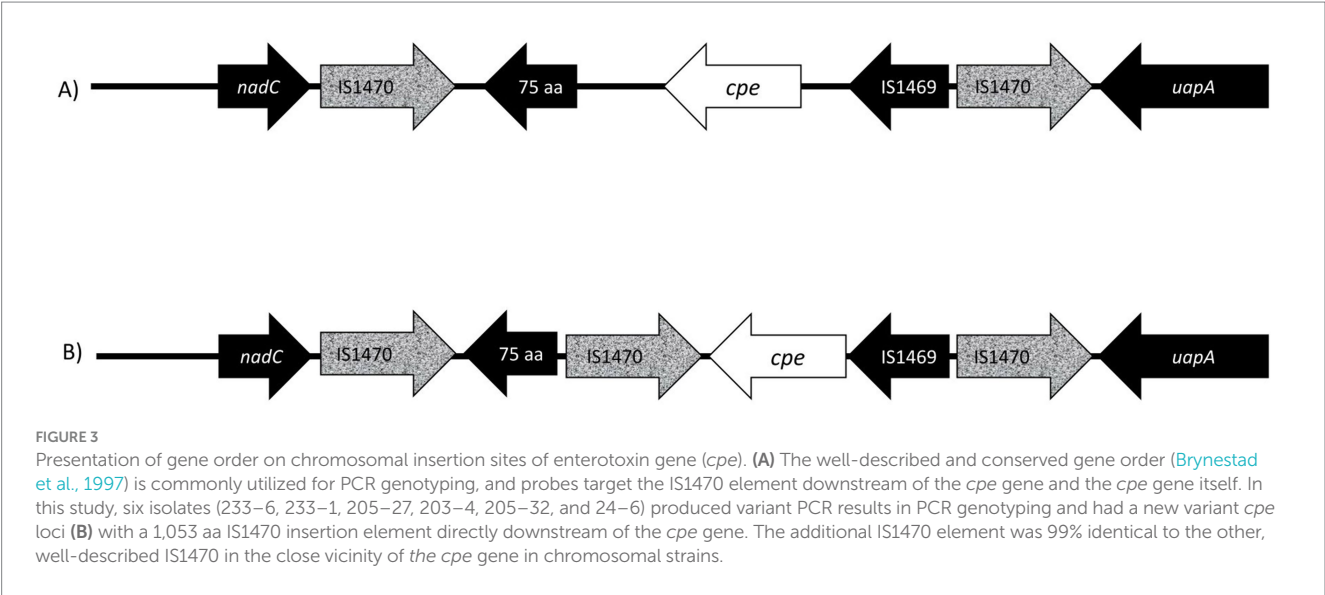 A) nadC IS1470 75 aa cpe IS1469 IS1470 uapA
B) nadC IS1470 75 aa IS1470 cpe IS1469 IS1470 uapA
FIGURE 3
Presentation of gene order on chromosomal insertion sites of enterotoxin gene (cpe). (A) The well-described and conserved gene order (Brynestad
et al., 1997) is commonly utilized for PCR genotyping, and probes target the IS1470 element downstream of the cpe gene and the cpe gene itself. In
this study, six isolates (233–6, 233–1, 205–27, 203–4, 205–32, and 24–6) produced variant PCR results in PCR genotyping and had a new variant cpe
loci (B) with a 1,053 aa IS1470 insertion element directly downstream of the cpe gene. The additional IS1470 element was 99% identical to the other,
well-described IS1470 in the close vicinity of the cpe gene in chromosomal strains.